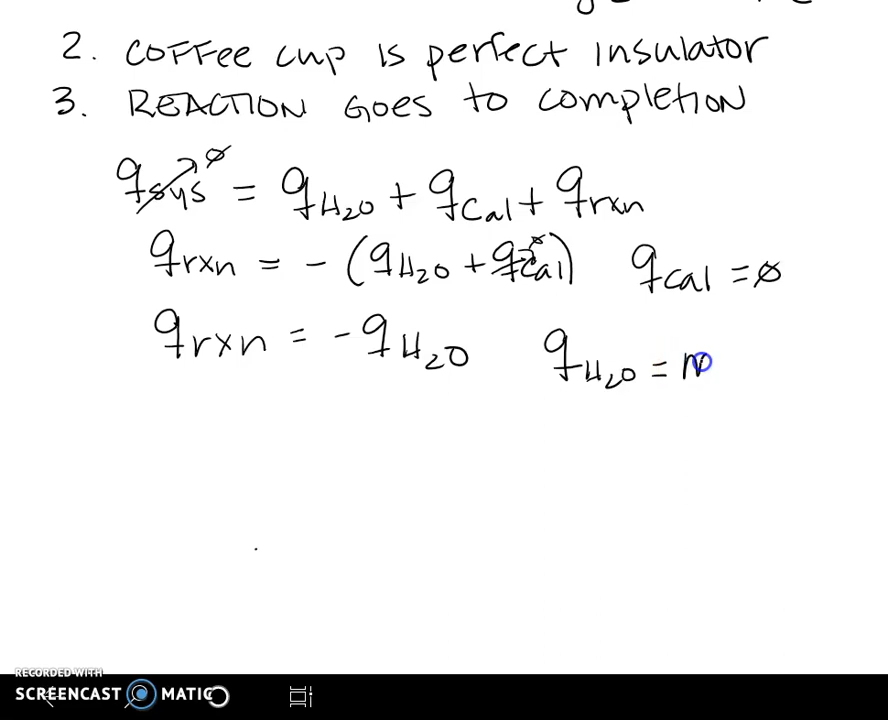 2. COFFEE CUP IS PERFECT INSULATOR
3. REACTION GOES TO COMPLETION
qsys→∅ = qH₂O + qCal + qrxn
qrxn = - (qH₂O + qCal→∅) qcal = ∅
qrxn = -qH₂O qH₂O = m
RECORDED WITH
SCREENCAST MATIC